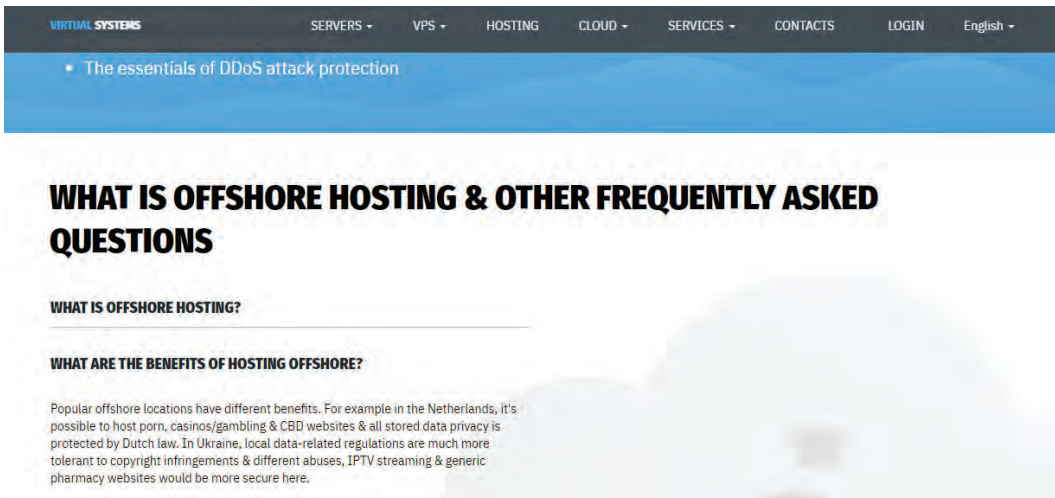 VIRTUAL SYSTEMS SERVERS VPS HOSTING CLOUD SERVICES CONTACTS LOGIN English
• The essentials of DDoS attack protection
WHAT IS OFFSHORE HOSTING & OTHER FREQUENTLY ASKED
QUESTIONS
WHAT IS OFFSHORE HOSTING?
WHAT ARE THE BENEFITS OF HOSTING OFFSHORE?
Popular offshore locations have different benefits. For example in the Netherlands, it's
possible to host porn, casinos/gambling & CBD websites & all stored data privacy is
protected by Dutch law. In Ukraine, local data-related regulations are much more
tolerant to copyright infringements & different abuses, IPTV streaming & generic
pharmacy websites would be more secure here.